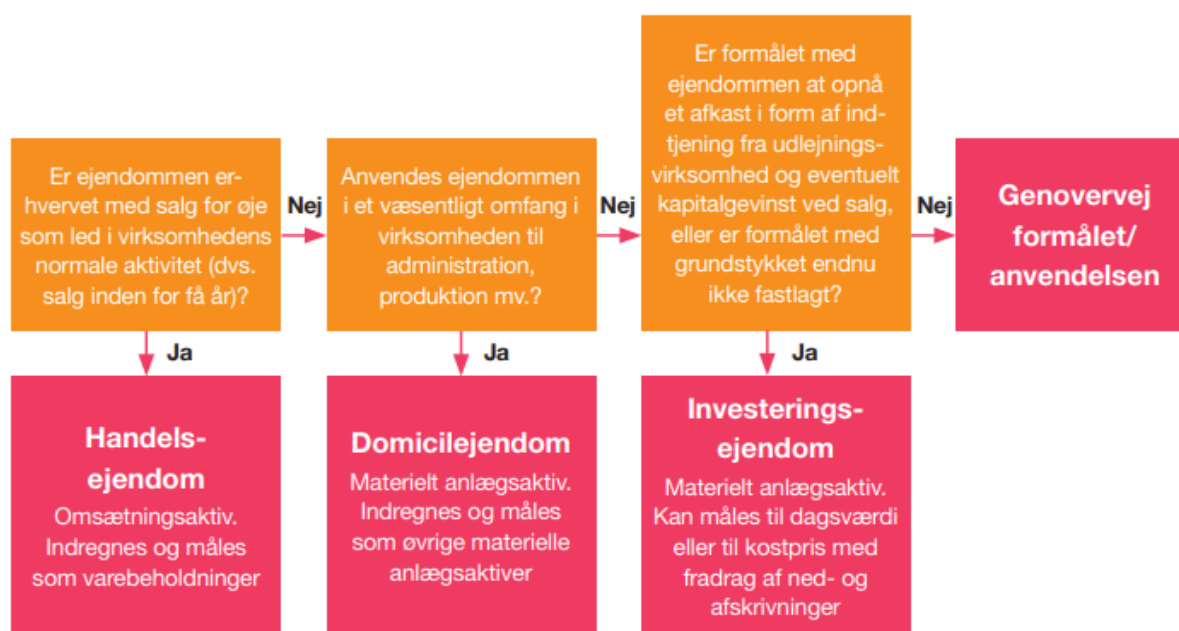 Er ejendommen er-
hvervet med salg for øje
som led i virksomhedens
normale aktivitet (dvs.
salg inden for få år)?
Nej
Anvendes ejendommen
i et væsentligt omfang i
virksomheden til
administration,
produktion mv.?
Nej
Er formålet med
ejendommen at opnå
et afkast i form af ind-
tjening fra udlejnings-
virksomhed og eventuelt
kapitalgevinst ved salg,
eller er formålet med
grundstykket endnu
ikke fastlagt?
Nej
Genovervej
formålet/
anvendelsen
Ja
Handels-
ejendom
Omsætningsaktiv.
Indregnes og måles
som varebeholdninger
Ja
Domicilejendom
Materielt anlægsaktiv.
Indregnes og måles
som øvrige materielle
anlægsaktiver
Ja
Investerings-
ejendom
Materielt anlægsaktiv.
Kan måles til dagsværdi
eller til kostpris med
fradrag af ned- og
afskrivninger